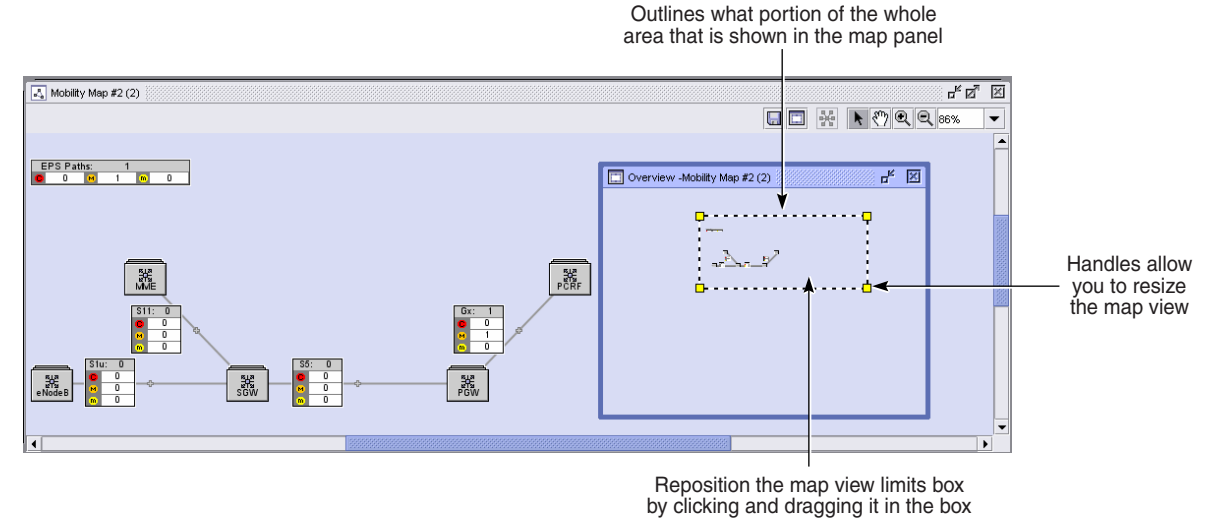 Outlines what portion of the whole
area that is shown in the map panel
Mobility Map #2 (2)
86%
EPS Paths: 1
C 0 M 1 m 0
Overview -Mobility Map #2 (2)
MME
PCRF
S11: 0
C 0
M 0
m 0
Gx: 1
C 0
M 1
m 0
Handles allow
you to resize
the map view
eNodeB
S1u: 0
C 0
M 0
m 0
SGW
S5: 0
C 0
M 0
m 0
PGW
Reposition the map view limits box
by clicking and dragging it in the box